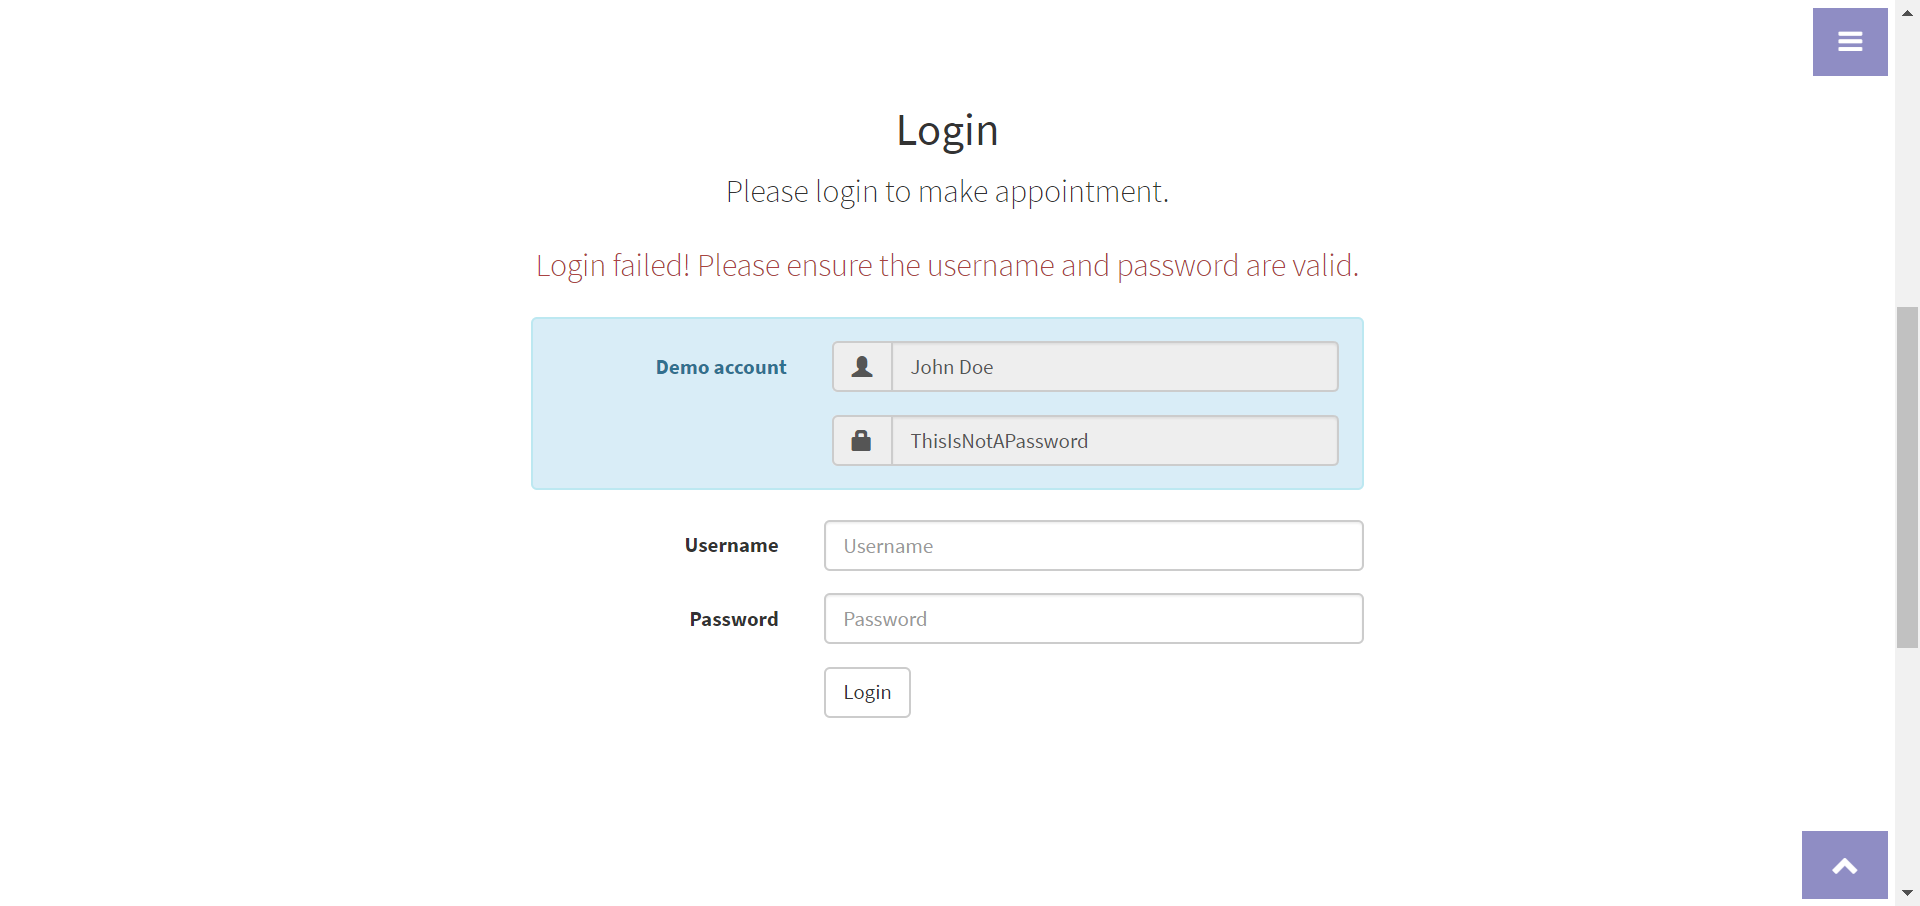 Login
Please login to make appointment.
Login failed! Please ensure the username and password are valid.
Demo account
John Doe
ThisIsNotAPassword
Username
Username
Password
Password
Login